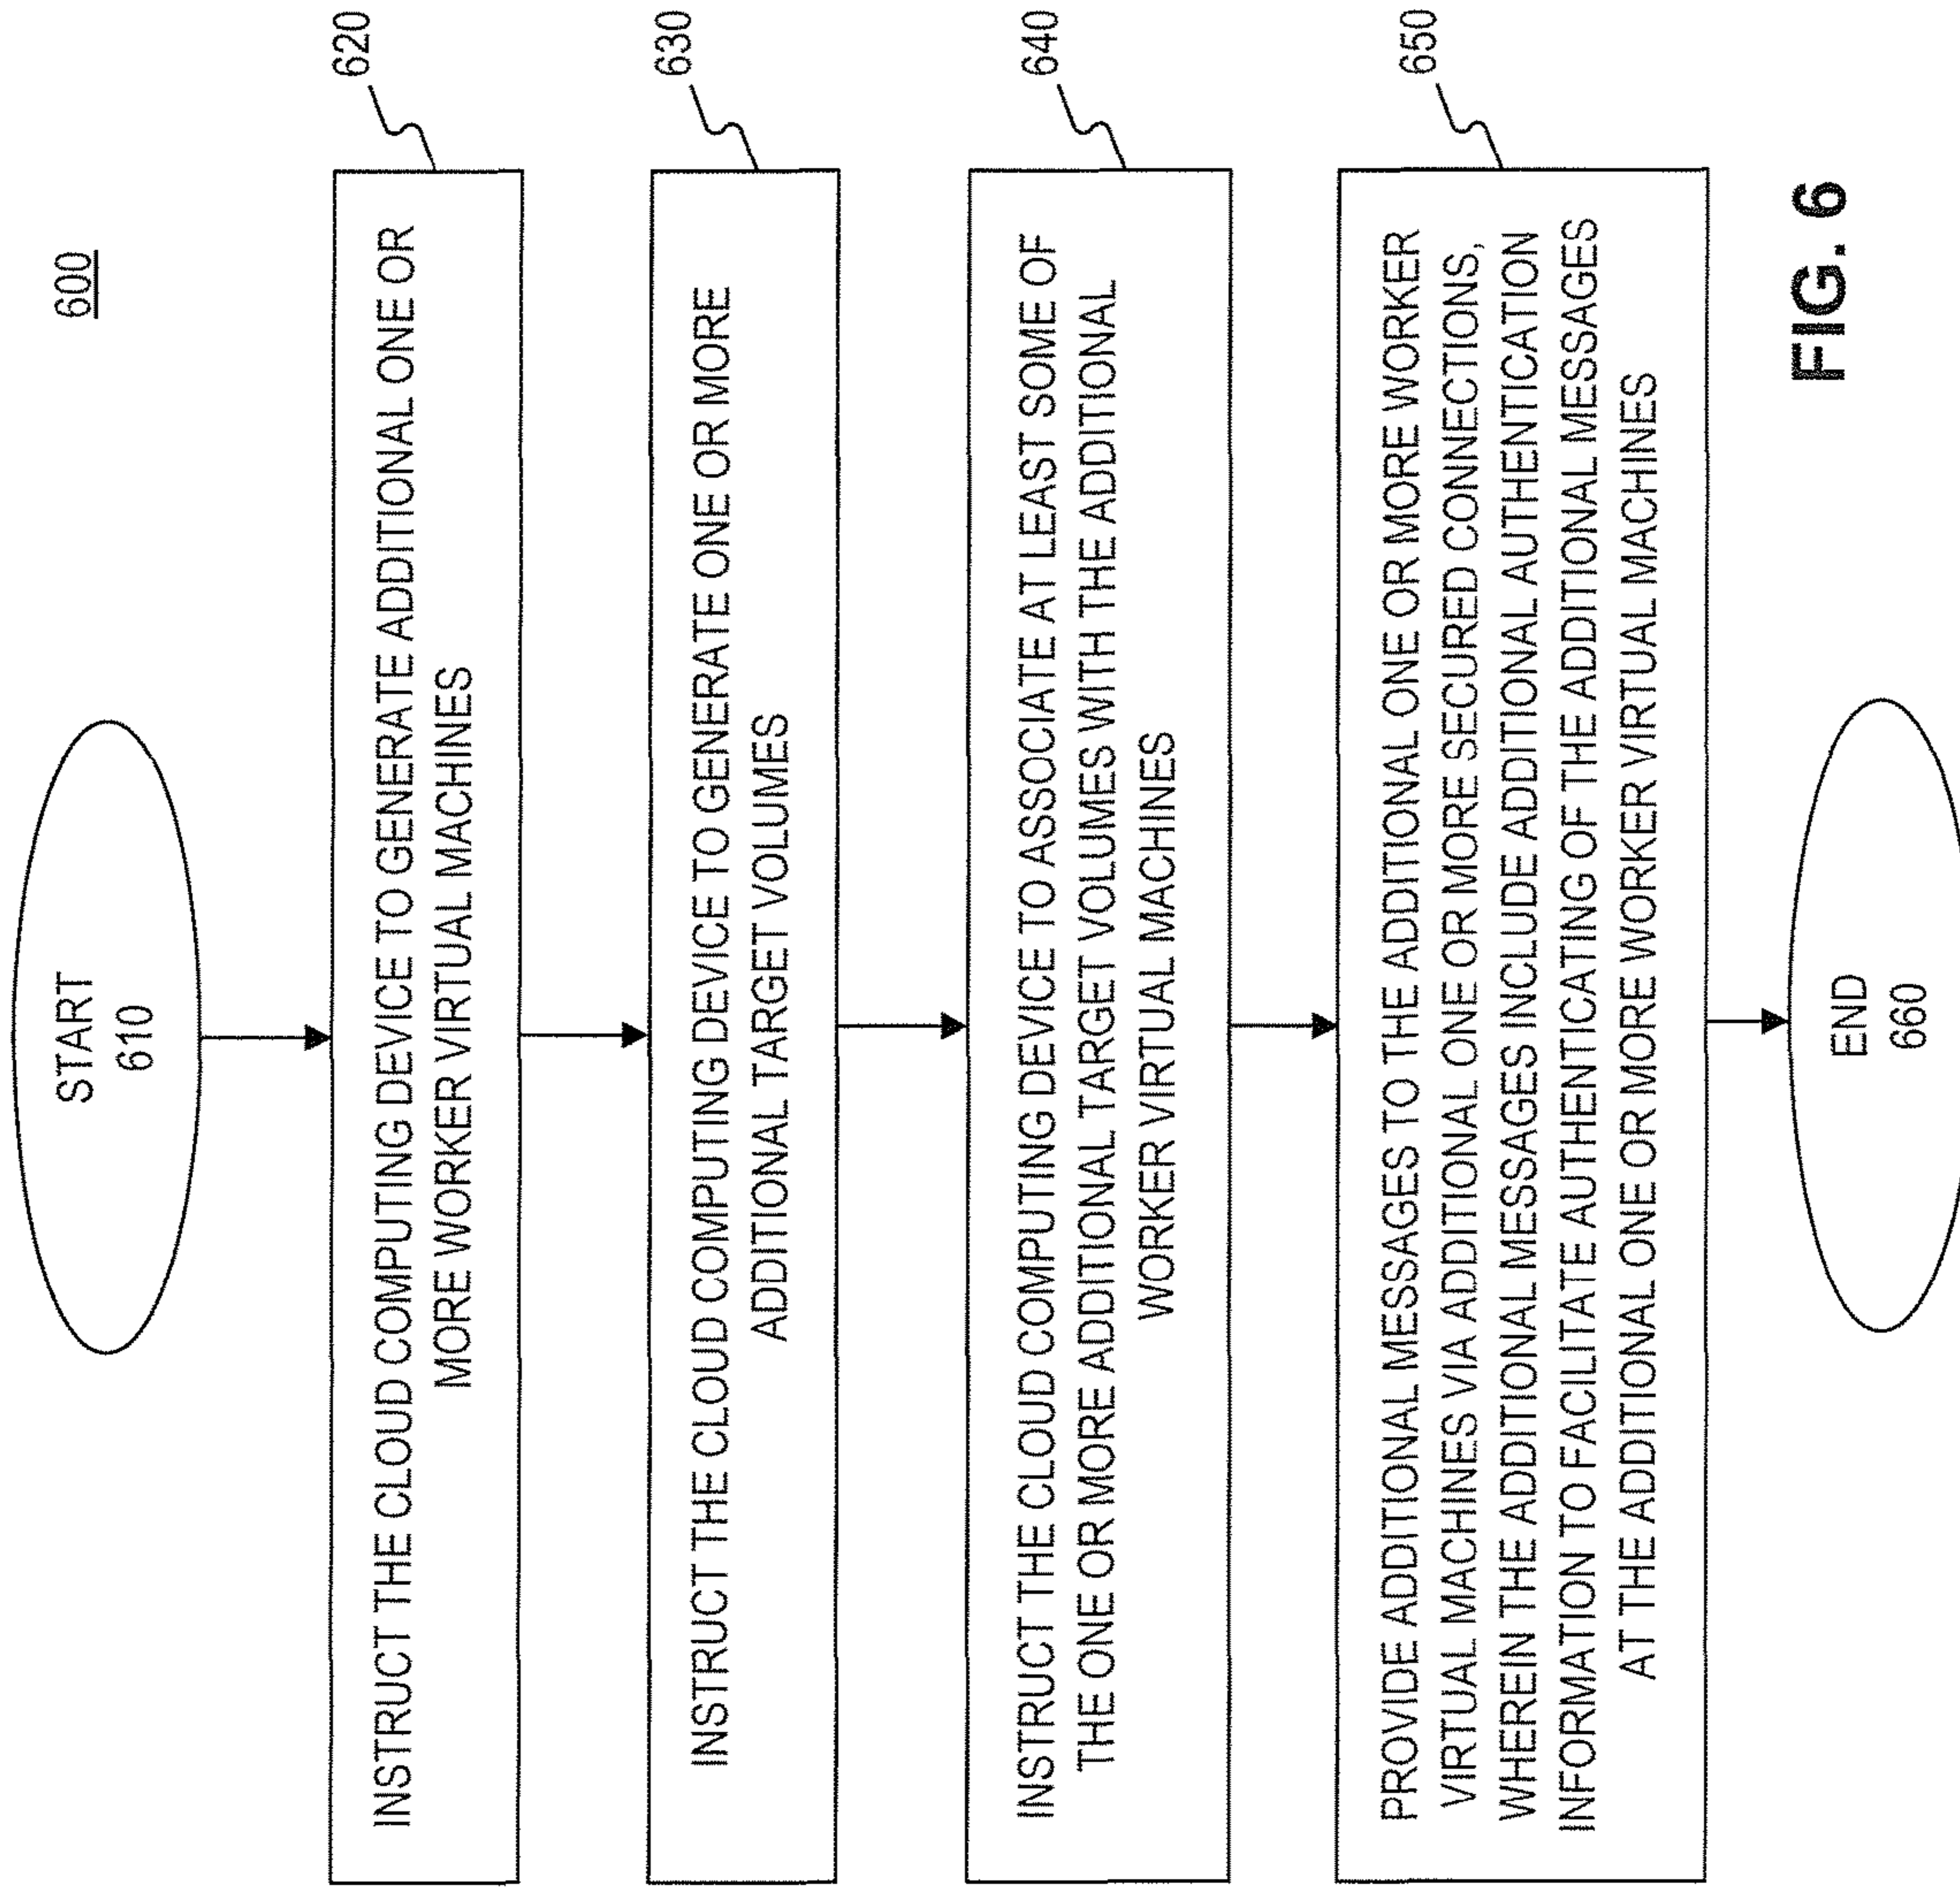 600
START
610
INSTRUCT THE CLOUD COMPUTING DEVICE TO GENERATE ADDITIONAL ONE OR
MORE WORKER VIRTUAL MACHINES
620
INSTRUCT THE CLOUD COMPUTING DEVICE TO GENERATE ONE OR MORE
ADDITIONAL TARGET VOLUMES
630
INSTRUCT THE CLOUD COMPUTING DEVICE TO ASSOCIATE AT LEAST SOME OF
THE ONE OR MORE ADDITIONAL TARGET VOLUMES WITH THE ADDITIONAL
WORKER VIRTUAL MACHINES
640
PROVIDE ADDITIONAL MESSAGES TO THE ADDITIONAL ONE OR MORE WORKER
VIRTUAL MACHINES VIA ADDITIONAL ONE OR MORE SECURED CONNECTIONS,
WHEREIN THE ADDITIONAL MESSAGES INCLUDE ADDITIONAL AUTHENTICATION
INFORMATION TO FACILITATE AUTHENTICATING OF THE ADDITIONAL MESSAGES
AT THE ADDITIONAL ONE OR MORE WORKER VIRTUAL MACHINES
650
END
660
FIG. 6